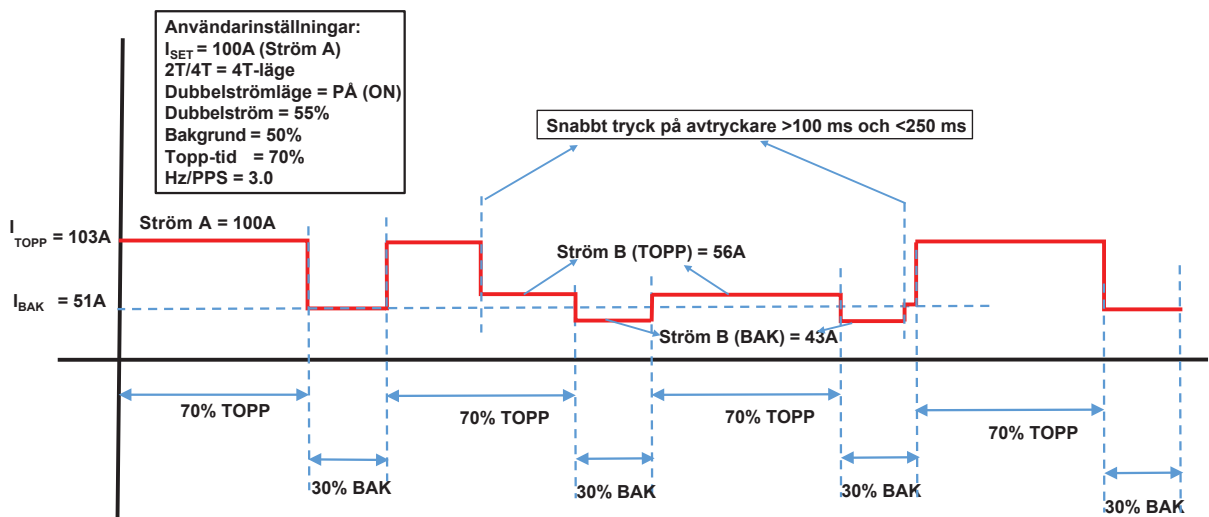 Användarinställningar:
ISET = 100A (Ström A)
2T/4T = 4T-läge
Dubbelströmläge = PÅ (ON)
Dubbelström = 55%
Bakgrund = 50%
Topp-tid = 70%
Hz/PPS = 3.0
Snabbt tryck på avtryckare >100 ms och <250 ms
ITOPP = 103A
Ström A = 100A
Ström B (TOPP) = 56A
IBAK = 51A
Ström B (BAK) = 43A
70% TOPP
70% TOPP
70% TOPP
70% TOPP
30% BAK
30% BAK
30% BAK
30% BAK